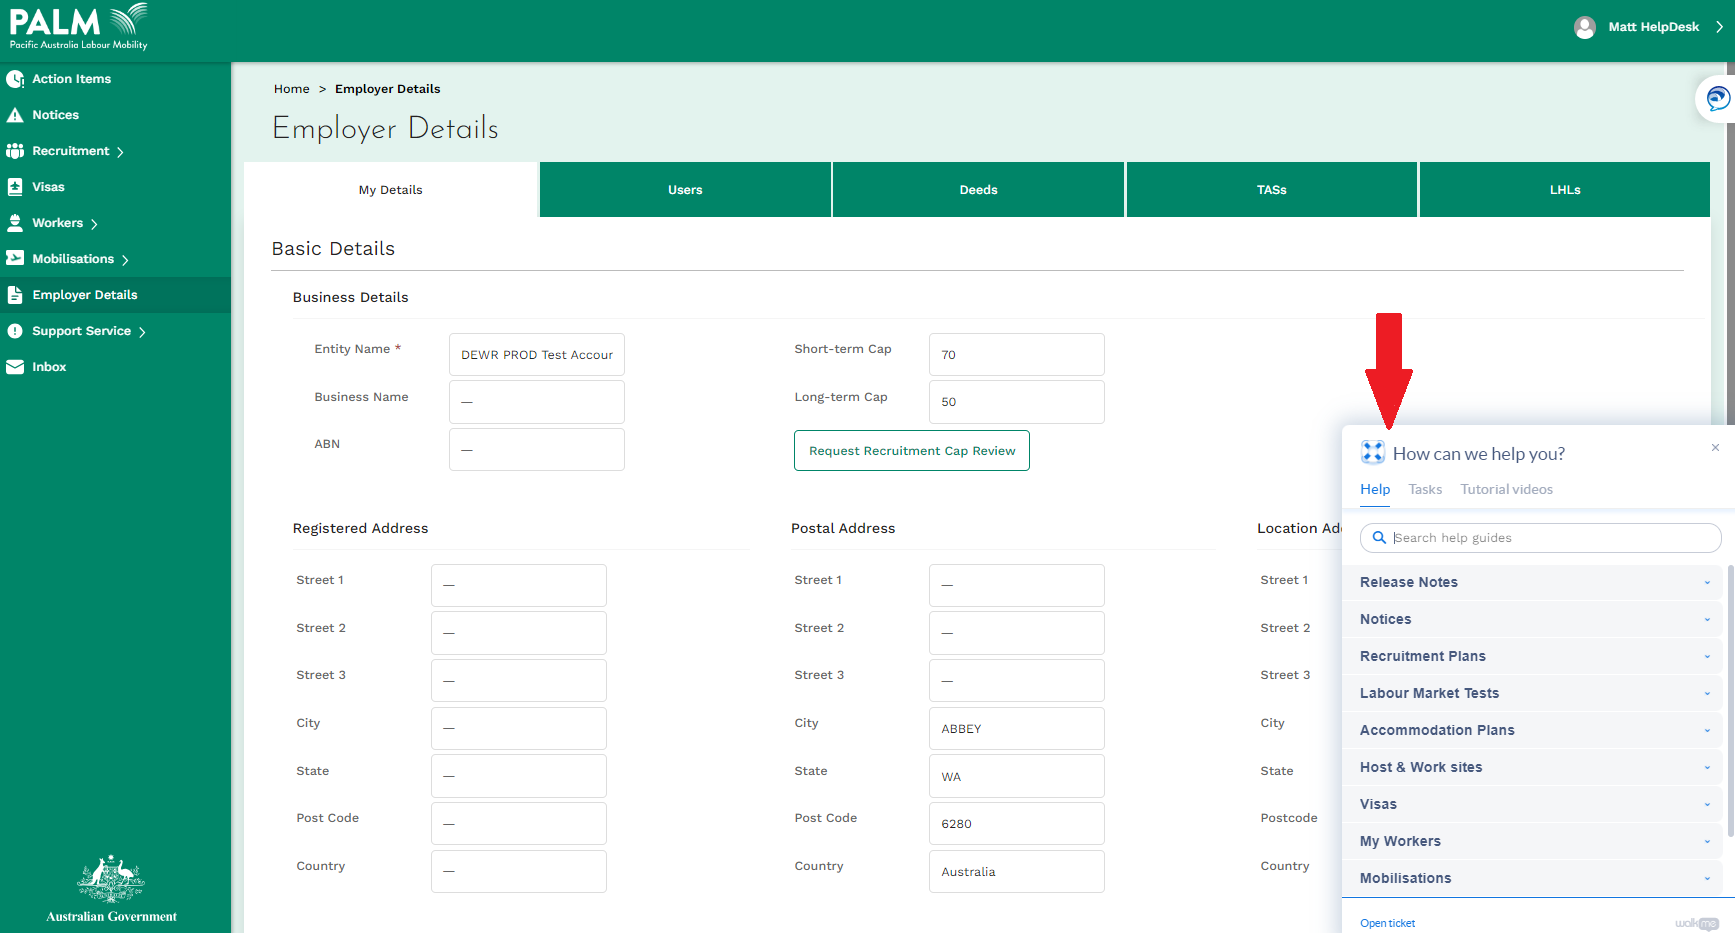 PALM
Pacific Australia Labour Mobility
Matt HelpDesk
Action Items
Notices
Recruitment
Visas
Workers
Mobilisations
Employer Details
Support Service
Inbox
Australian Government
Home > Employer Details
Employer Details
My Details
Users
Deeds
TASs
LHLs
Basic Details
Business Details
Entity Name *
DEWR PROD Test Accour
Short-term Cap
70
Business Name
—
Long-term Cap
50
ABN
—
Request Recruitment Cap Review
Registered Address
Street 1
—
Street 2
—
Street 3
—
City
—
State
—
Post Code
—
Country
—
Postal Address
Street 1
—
Street 2
—
Street 3
—
City
ABBEY
State
WA
Post Code
6280
Country
Australia
Location Ad
Street 1
Street 2
Street 3
City
State
Postcode
Country
How can we help you?
Help
Tasks
Tutorial videos
Search help guides
Release Notes
Notices
Recruitment Plans
Labour Market Tests
Accommodation Plans
Host & Work sites
Visas
My Workers
Mobilisations
Open ticket
walkme